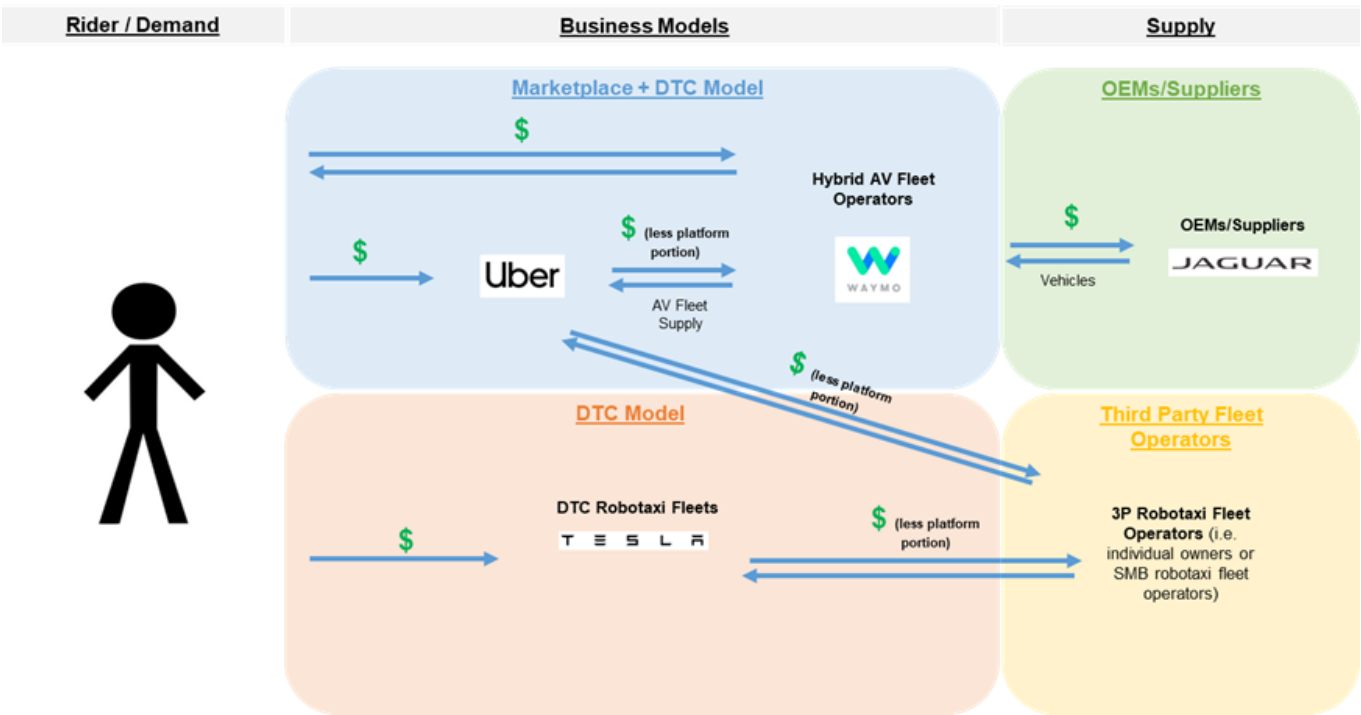 Rider / Demand
Business Models
Supply
Marketplace + DTC Model
$
Hybrid AV Fleet
Operators
$
Uber
$ (less platform
portion)
AV Fleet
Supply
WAYMO
OEMs/Suppliers
$
OEMs/Suppliers
JAGUAR
Vehicles
$ (less platform
portion)
DTC Model
DTC Robotaxi Fleets
TESLA
$
$ (less platform
portion)
Third Party Fleet
Operators
3P Robotaxi Fleet
Operators (i.e.
individual owners or
SMB robotaxi fleet
operators)